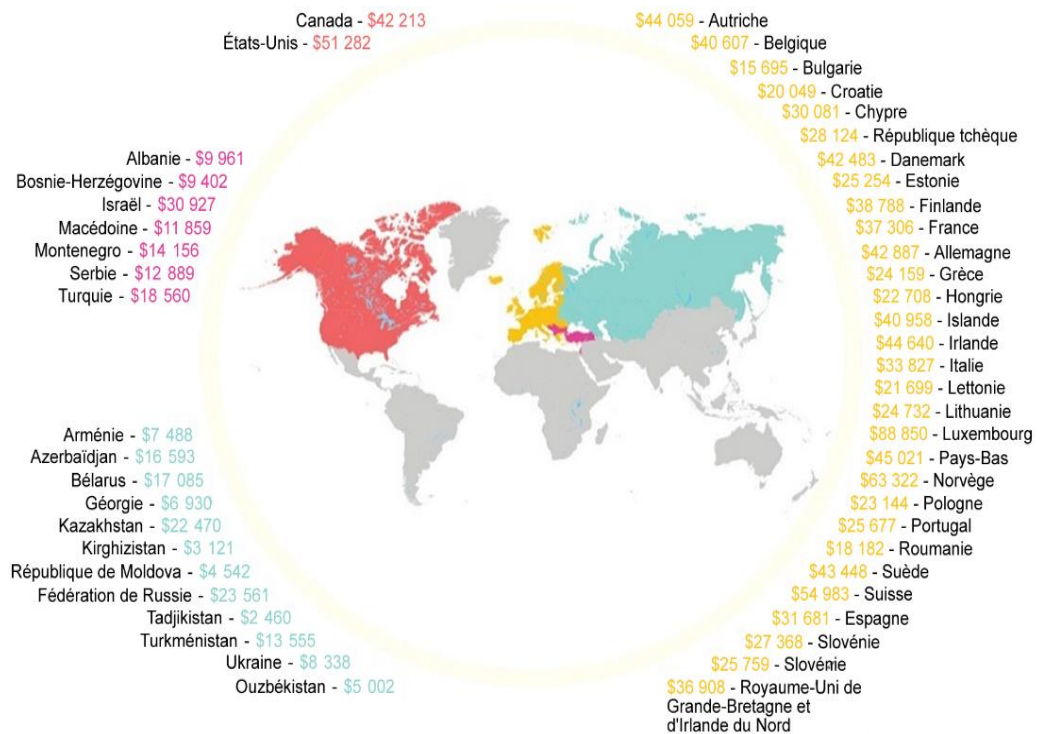 Canada - $42 213
États-Unis - $51 282
Albanie - $9 961
Bosnie-Herzégovine - $9 402
Israël - $30 927
Macédoine - $11 859
Montenegro - $14 156
Serbie - $12 889
Turquie - $18 560
Arménie - $7 488
Azerbaïdjan - $16 593
Bélarus - $17 085
Géorgie - $6 930
Kazakhstan - $22 470
Kirghizistan - $3 121
République de Moldova - $4 542
Fédération de Russie - $23 561
Tadjikistan - $2 460
Turkménistan - $13 555
Ukraine - $8 338
Ouzbékistan - $5 002
$44 059 - Autriche
$40 607 - Belgique
$15 695 - Bulgarie
$20 049 - Croatie
$30 081 - Chypre
$28 124 - République tchèque
$42 483 - Danemark
$25 254 - Estonie
$38 788 - Finlande
$37 306 - France
$42 887 - Allemagne
$24 159 - Grèce
$22 708 - Hongrie
$40 958 - Islande
$44 640 - Irlande
$33 827 - Italie
$21 699 - Lettonie
$24 732 - Lithuanie
$88 850 - Luxembourg
$45 021 - Pays-Bas
$63 322 - Norvège
$23 144 - Pologne
$25 677 - Portugal
$18 182 - Roumanie
$43 448 - Suède
$54 983 - Suisse
$31 681 - Espagne
$27 368 - Slovénie
$25 759 - Slovénie
$36 908 - Royaume-Uni de
Grande-Bretagne et
d'Irlande du Nord